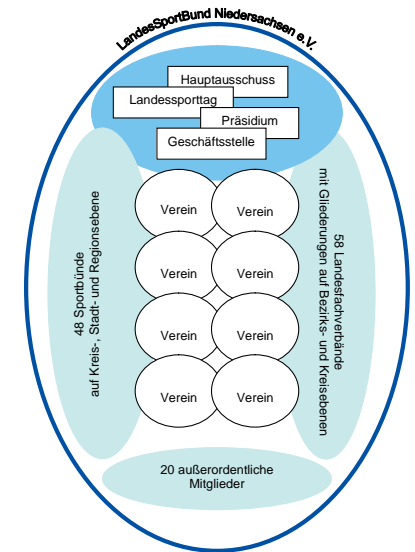 LandesSportBund Niedersachsen e.V.
Hauptausschuss
Landessporttag
Präsidium
Geschäftsstelle
48 Sportbünde
auf Kreis-, Stadt- und Regionsebene
Verein Verein
Verein Verein
Verein Verein
Verein Verein
58 Landesfachverbände
mit Gliederungen auf Bezirks- und Kreisebenen
20 außerordentliche
Mitglieder